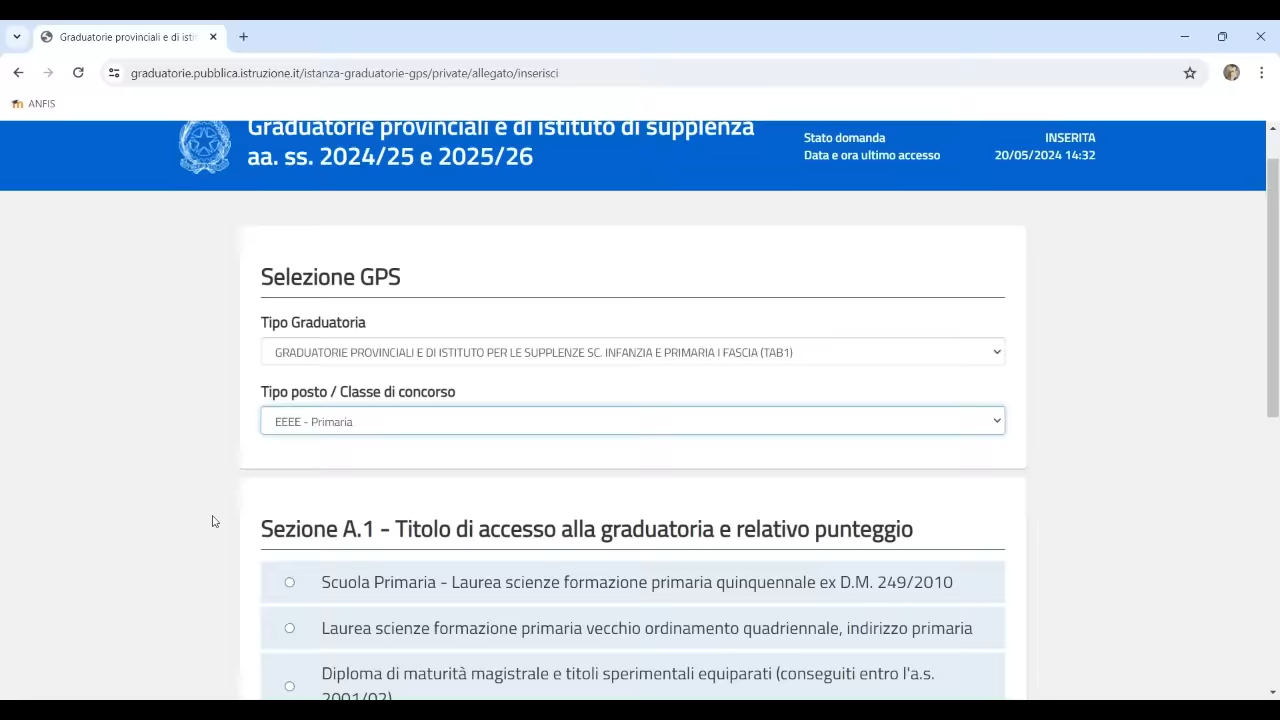 Graduatorie provinciali e di istit
graduatorie.pubblica.istruzione.it/istanza-graduatorie-gps/private/allegato/inserisci
ANFIS
Graduatorie provinciali e di istituto di supplenza
aa. ss. 2024/25 e 2025/26
Stato domanda INSERITA
Data e ora ultimo accesso 20/05/2024 14:32
Selezione GPS
Tipo Graduatoria
GRADUATORIE PROVINCIALI E DI ISTITUTO PER LE SUPPLENZE SC. INFANZIA E PRIMARIA I FASCIA (TAB1)
Tipo posto / Classe di concorso
EEEE - Primaria
Sezione A.1 - Titolo di accesso alla graduatoria e relativo punteggio
Scuola Primaria - Laurea scienze formazione primaria quinquennale ex D.M. 249/2010
Laurea scienze formazione primaria vecchio ordinamento quadriennale, indirizzo primaria
Diploma di maturità magistrale e titoli sperimentali equiparati (conseguiti entro l'a.s.
2001/02)